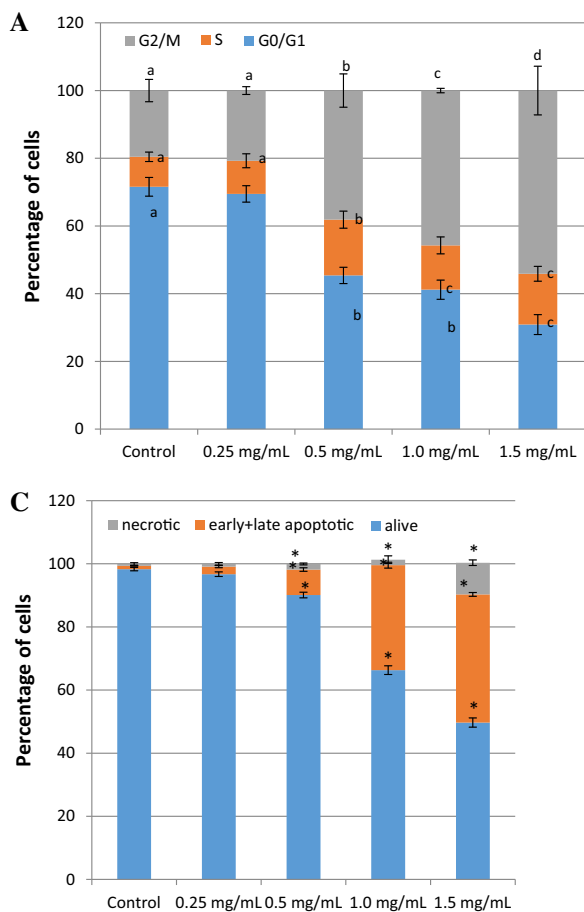 A
120
G2/M S G0/G1
a a b c d
100
80
a a b c
60
a
40
b b c c
20
0
Percentage of cells
Control 0.25 mg/mL 0.5 mg/mL 1.0 mg/mL 1.5 mg/mL
C
120
necrotic early+late apoptotic alive
* * *
100
* * *
80
*
60
* *
40
20
0
Percentage of cells
Control 0.25 mg/mL 0.5 mg/mL 1.0 mg/mL 1.5 mg/mL